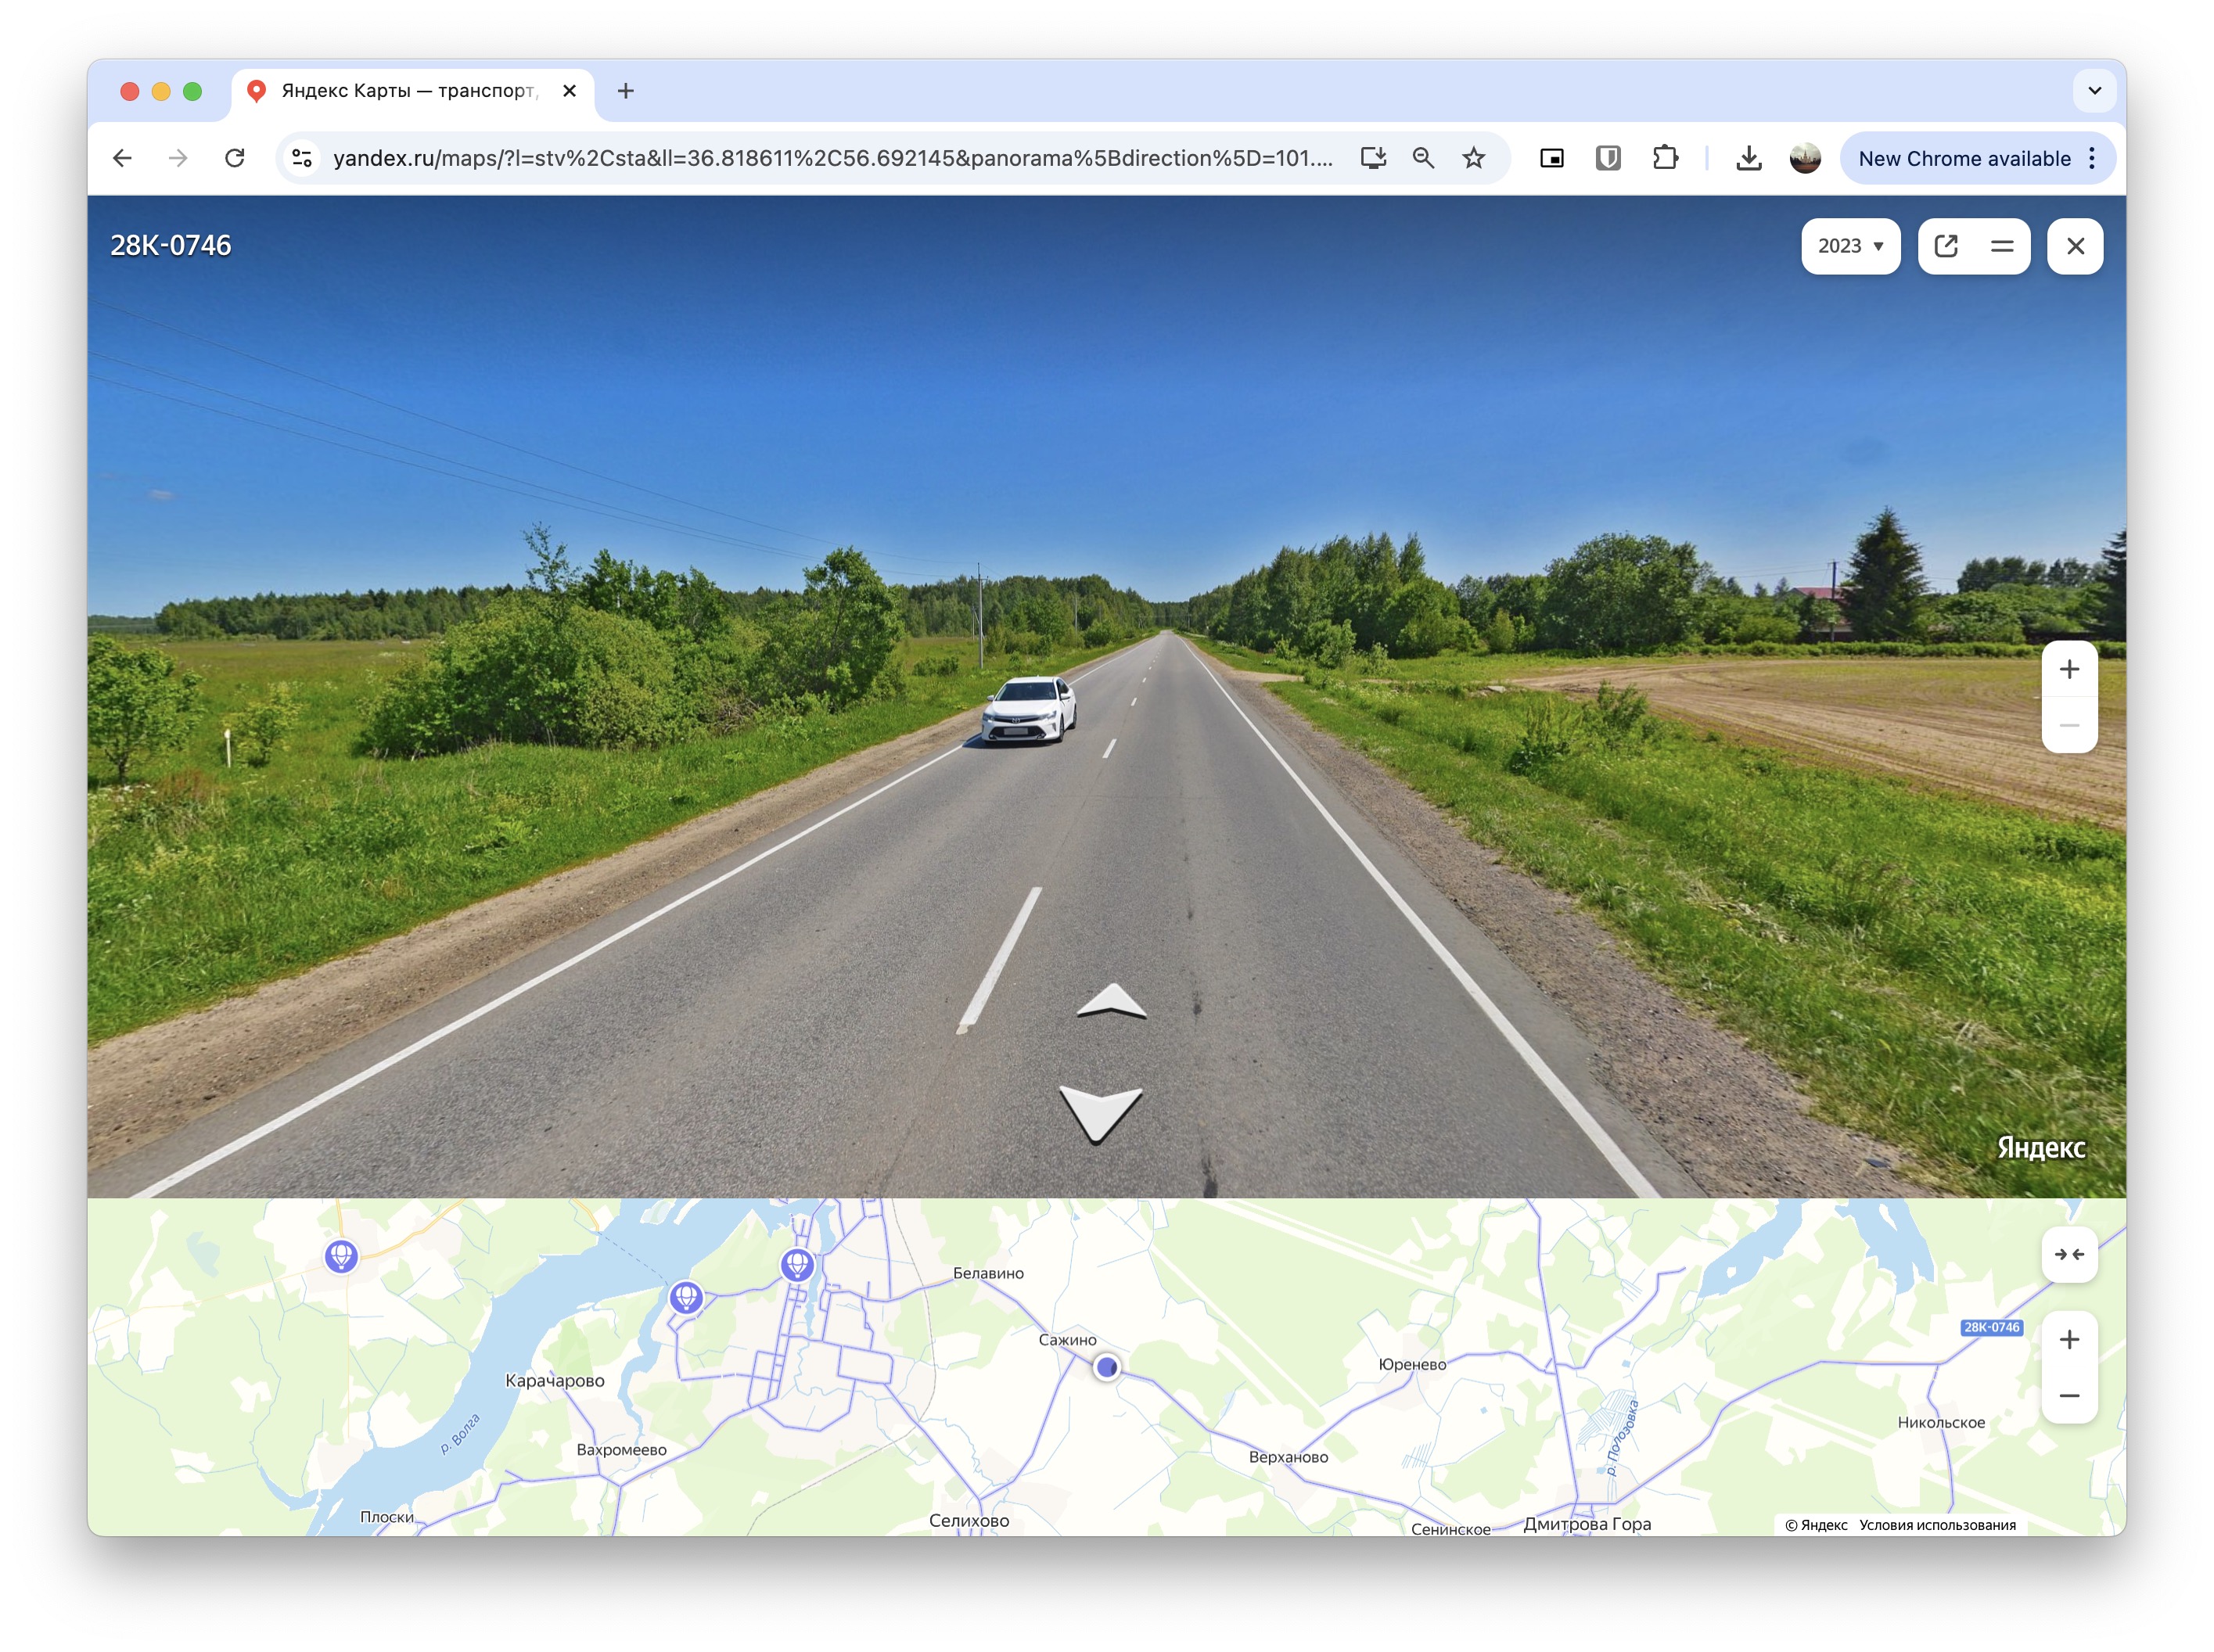 Яндекс Карты — транспорт,
yandex.ru/maps/?l=stv%2Csta&ll=36.818611%2C56.692145&panorama%5Bdirection%5D=101....
New Chrome available
28К-0746
2023
Яндекс
Белавино
28К-0746
Сажино
Юренево
Карачарово
Никольское
р. Волга
р. Полозовка
Вахромеево
Верханово
Плоски
Селихово
Сенинское
Дмитрова Гора
© Яндекс Условия использования